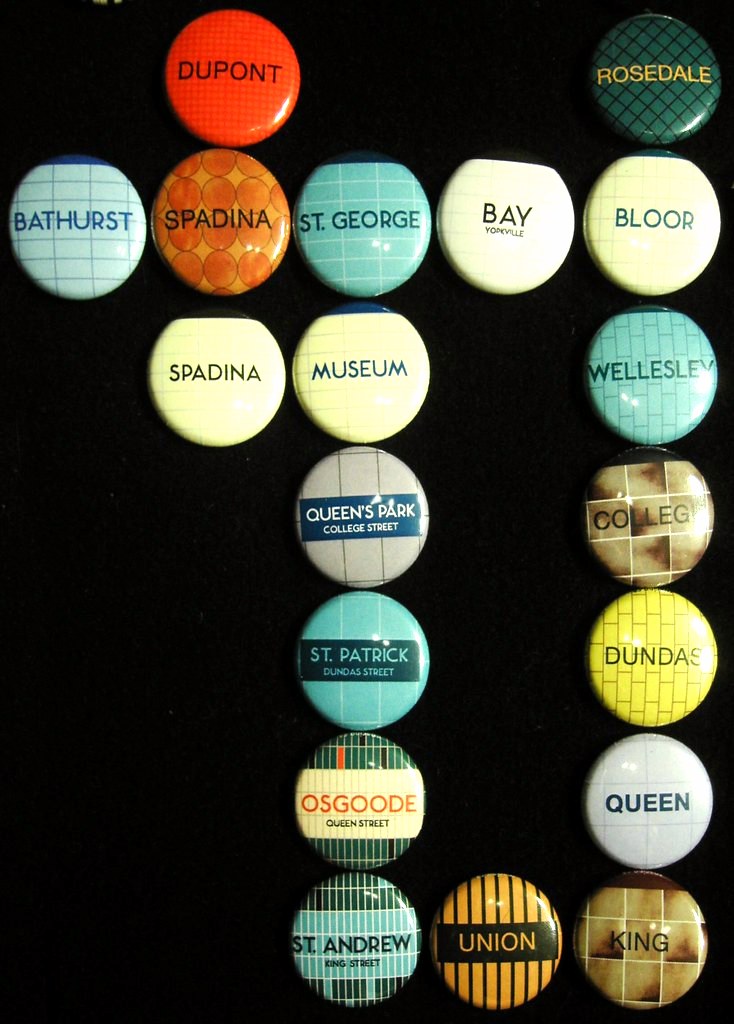 DUPONT
ROSEDALE
BATHURST
SPADINA
ST. GEORGE
BAY
YORKVILLE
BLOOR
SPADINA
MUSEUM
WELLESLEY
QUEEN'S PARK
COLLEGE STREET
COLLEG
ST. PATRICK
DUNDAS STREET
DUNDAS
OSGOODE
QUEEN STREET
QUEEN
ST. ANDREW
KING STREET
UNION
KING